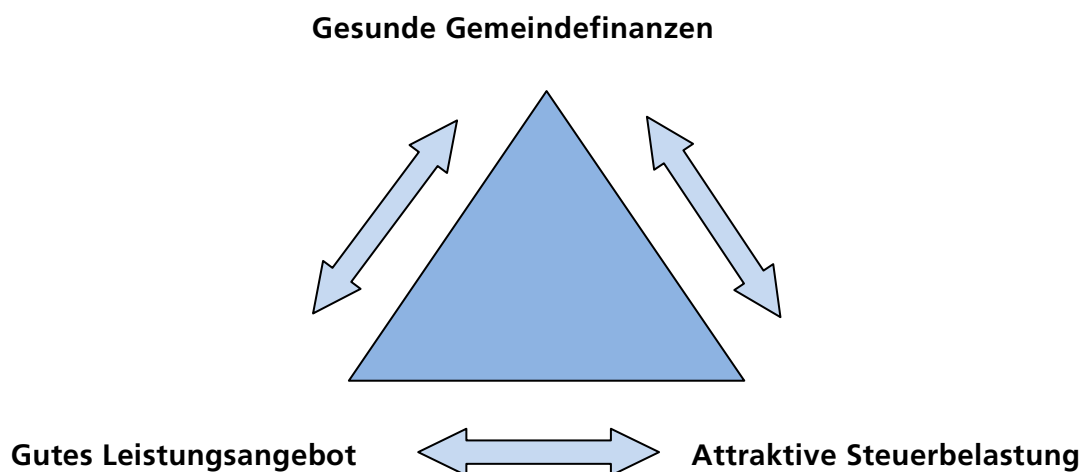 Gesunde Gemeindefinanzen
Gutes Leistungsangebot
Attraktive Steuerbelastung